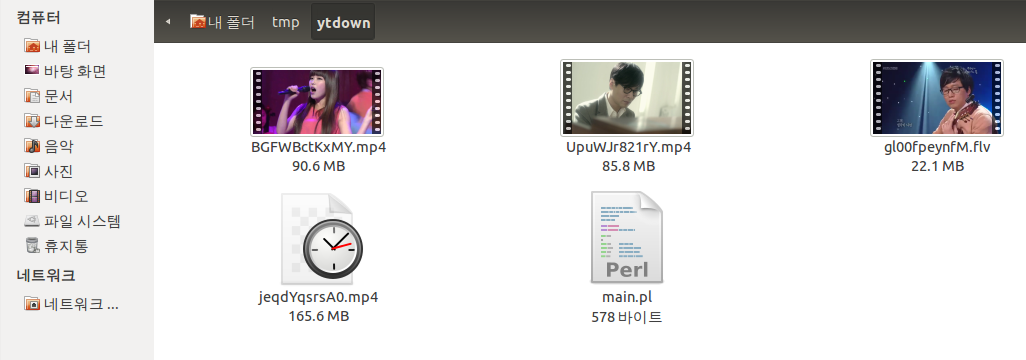 컴퓨터
내 폴더
바탕 화면
문서
다운로드
음악
사진
비디오
파일 시스템
휴지통
네트워크
네트워크 ...
내 폴더 tmp ytdown
BGFWBctKxMY.mp4
90.6 MB
UpuWJr821rY.mp4
85.8 MB
gl00fpeynfM.flv
22.1 MB
jeqdYqsrsA0.mp4
165.6 MB
Perl
main.pl
578 바이트